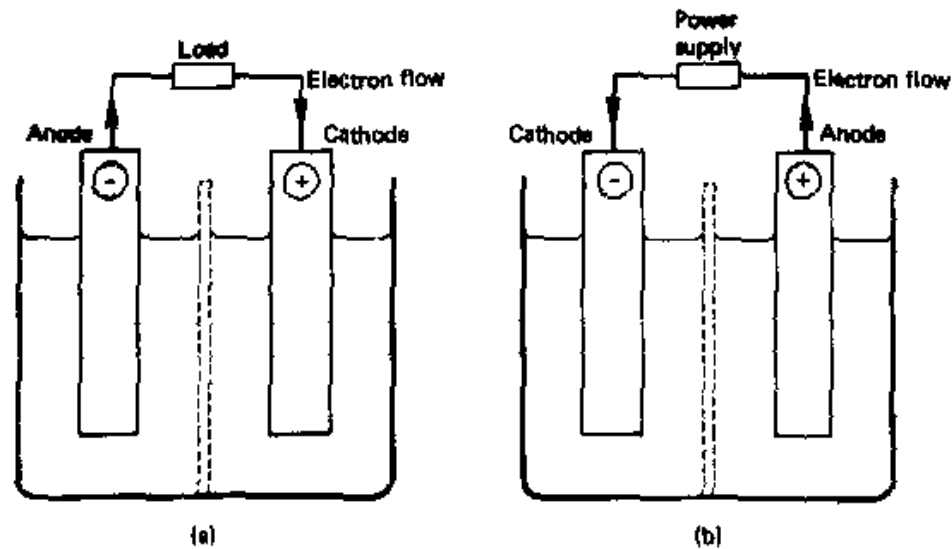 Load
Electron flow
Anode
Cathode
-
+
(a)
Power
supply
Electron flow
Cathode
Anode
-
+
(b)